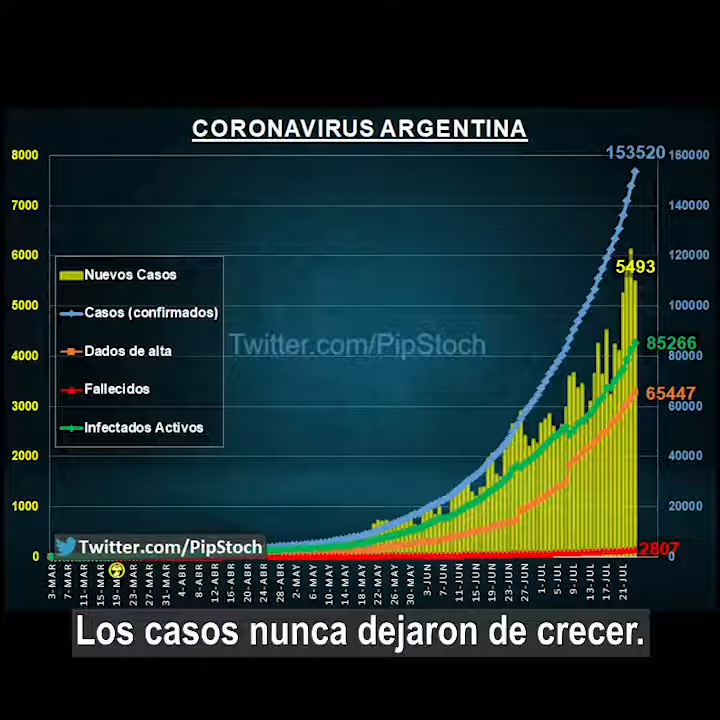 CORONAVIRUS ARGENTINA
8000
7000
6000
5000
4000
3000
2000
1000
0
160000
140000
120000
100000
80000
60000
40000
20000
0
153520
5493
85266
65447
2807
Nuevos Casos
Casos (confirmados)
Dados de alta
Fallecidos
Infectados Activos
Twitter.com/PipStoch
Twitter.com/PipStoch
3-MAR
7-MAR
11-MAR
15-MAR
19-MAR
23-MAR
27-MAR
31-MAR
4-ABR
8-ABR
12-ABR
16-ABR
20-ABR
24-ABR
28-ABR
2-MAY
6-MAY
10-MAY
14-MAY
18-MAY
22-MAY
26-MAY
30-MAY
3-JUN
7-JUN
11-JUN
15-JUN
19-JUN
23-JUN
27-JUN
1-JUL
5-JUL
9-JUL
13-JUL
17-JUL
21-JUL
Los casos nunca dejaron de crecer.